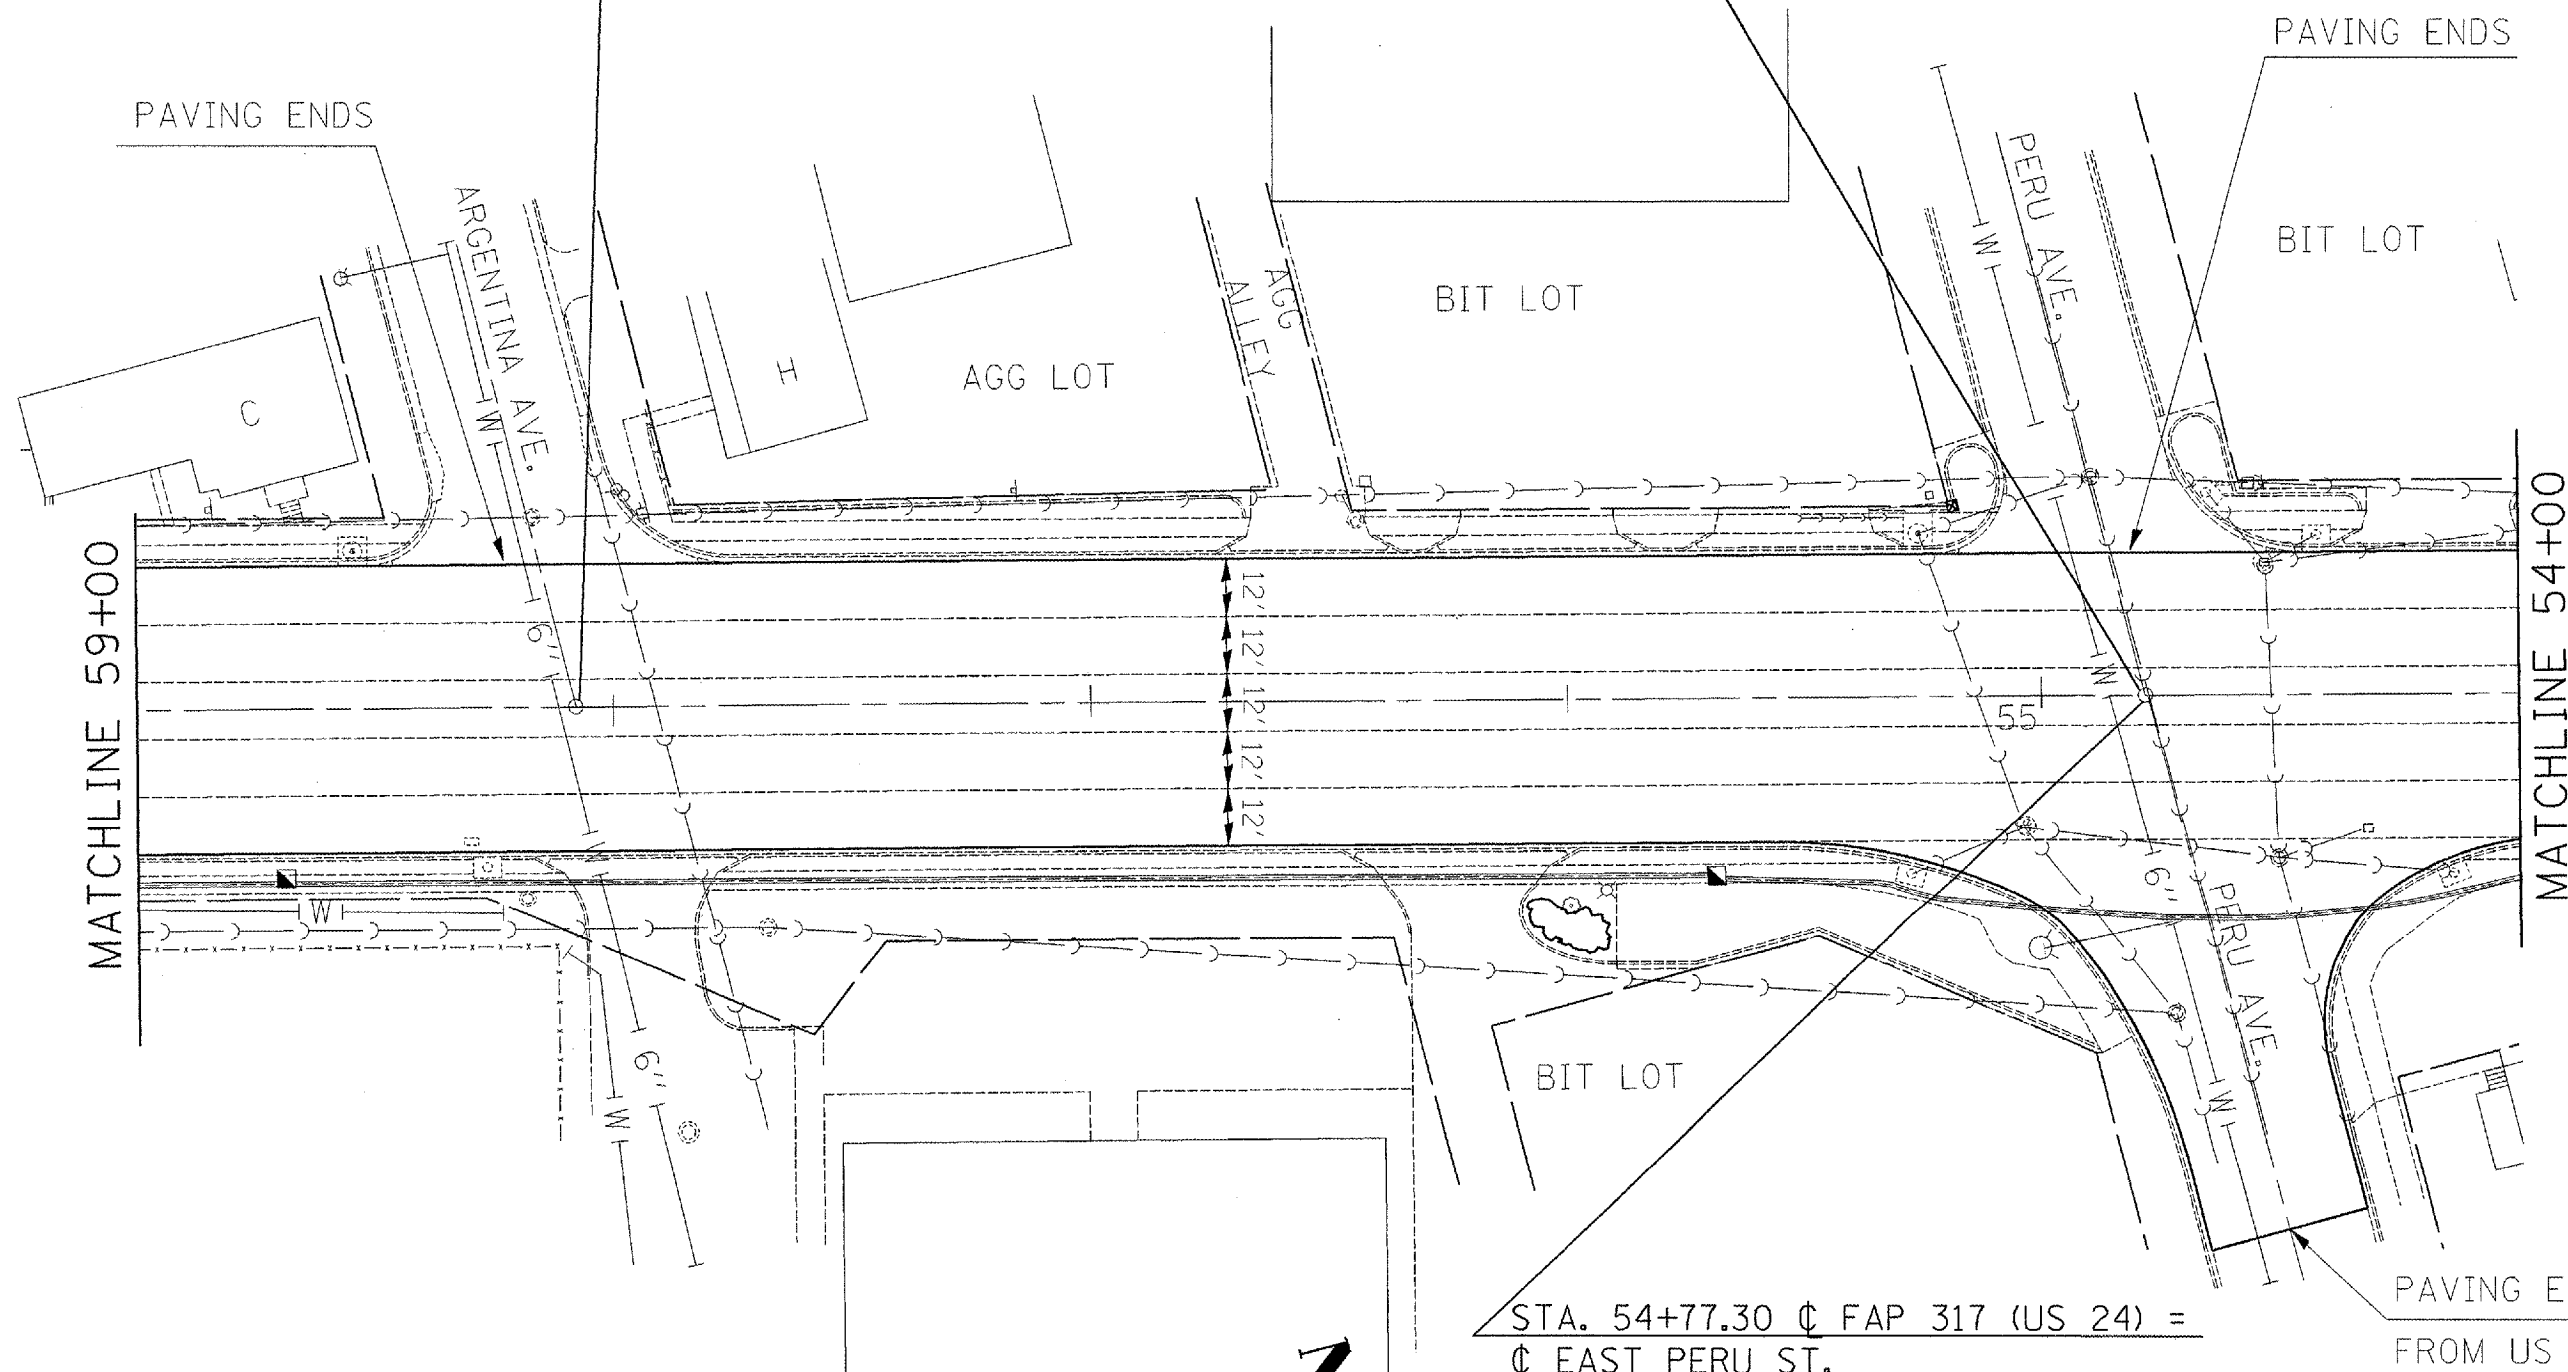 PAVING ENDS
PAVING ENDS
ARGENTINA AVE.
PERU AVE.
W
W
C
H
AGG LOT
AGG
ALLEY
BIT LOT
BIT LOT
MATCHLINE 59+00
MATCHLINE 54+00
6"
12'
12'
12'
12'
12'
55
W
W
W
6"
6"
W
PERU AVE.
W
BIT LOT
STA. 54+77.30 ℄ FAP 317 (US 24) =
℄ EAST PERU ST.
PAVING E
FROM US